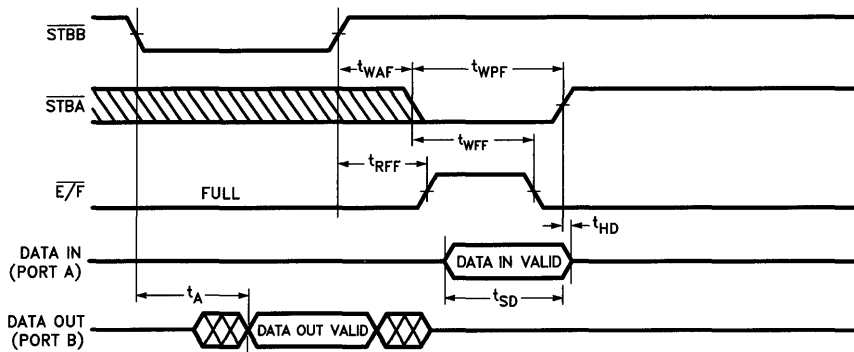 STBB
tWAF
tWPF
STBA
tWFF
tRFF
E/F
FULL
tHD
DATA IN
(PORT A)
DATA IN VALID
tA
tSD
DATA OUT
(PORT B)
DATA OUT VALID